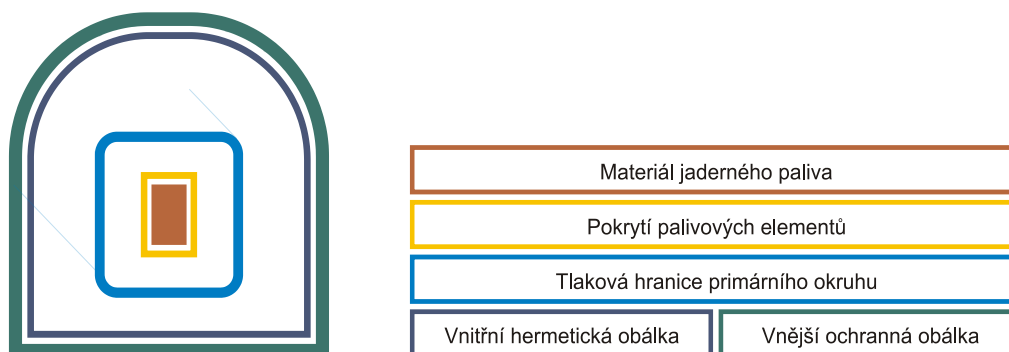 Materiál jaderného paliva
Pokrytí palivových elementů
Tlaková hranice primárního okruhu
Vnitřní hermetická obálka
Vnější ochranná obálka